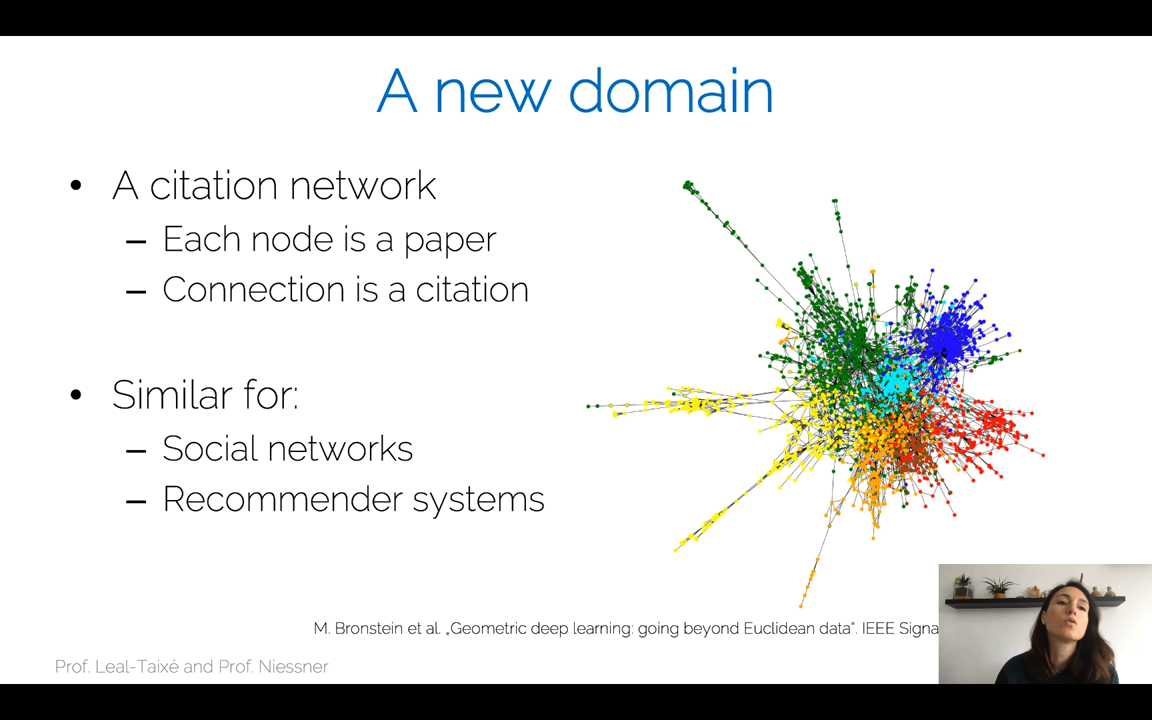 A new domain
• A citation network
– Each node is a paper
– Connection is a citation
• Similar for:
– Social networks
– Recommender systems
M. Bronstein et al. „Geometric deep learning: going beyond Euclidean data”. IEEE Signa
Prof. Leal-Taixé and Prof. Niessner